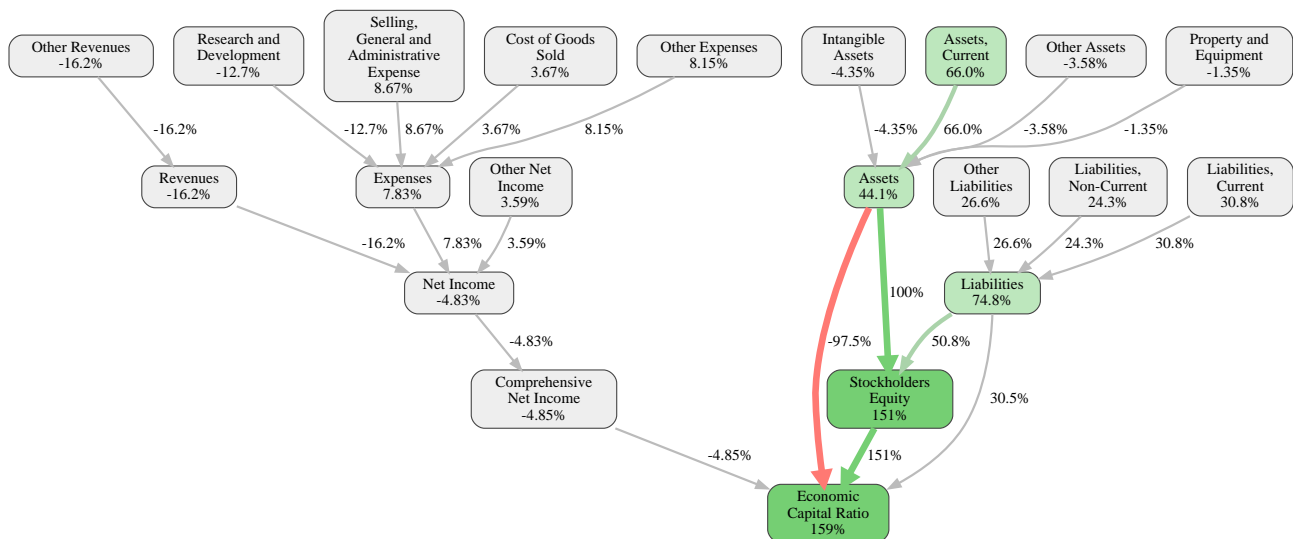 Other Revenues
-16.2%
Research and
Development
-12.7%
Selling,
General and
Administrative
Expense
8.67%
Cost of Goods
Sold
3.67%
Other Expenses
8.15%
Intangible
Assets
-4.35%
Assets,
Current
66.0%
Other Assets
-3.58%
Property and
Equipment
-1.35%
-16.2%
-12.7%
8.67%
3.67%
8.15%
-4.35%
66.0%
-3.58%
-1.35%
Revenues
-16.2%
Expenses
7.83%
Other Net
Income
3.59%
Assets
44.1%
Other
Liabilities
26.6%
Liabilities,
Non-Current
24.3%
Liabilities,
Current
30.8%
-16.2%
7.83%
3.59%
26.6%
24.3%
30.8%
Net Income
-4.83%
100%
Liabilities
74.8%
-4.83%
-97.5%
50.8%
Comprehensive
Net Income
-4.85%
Stockholders
Equity
151%
30.5%
-4.85%
151%
Economic
Capital Ratio
159%